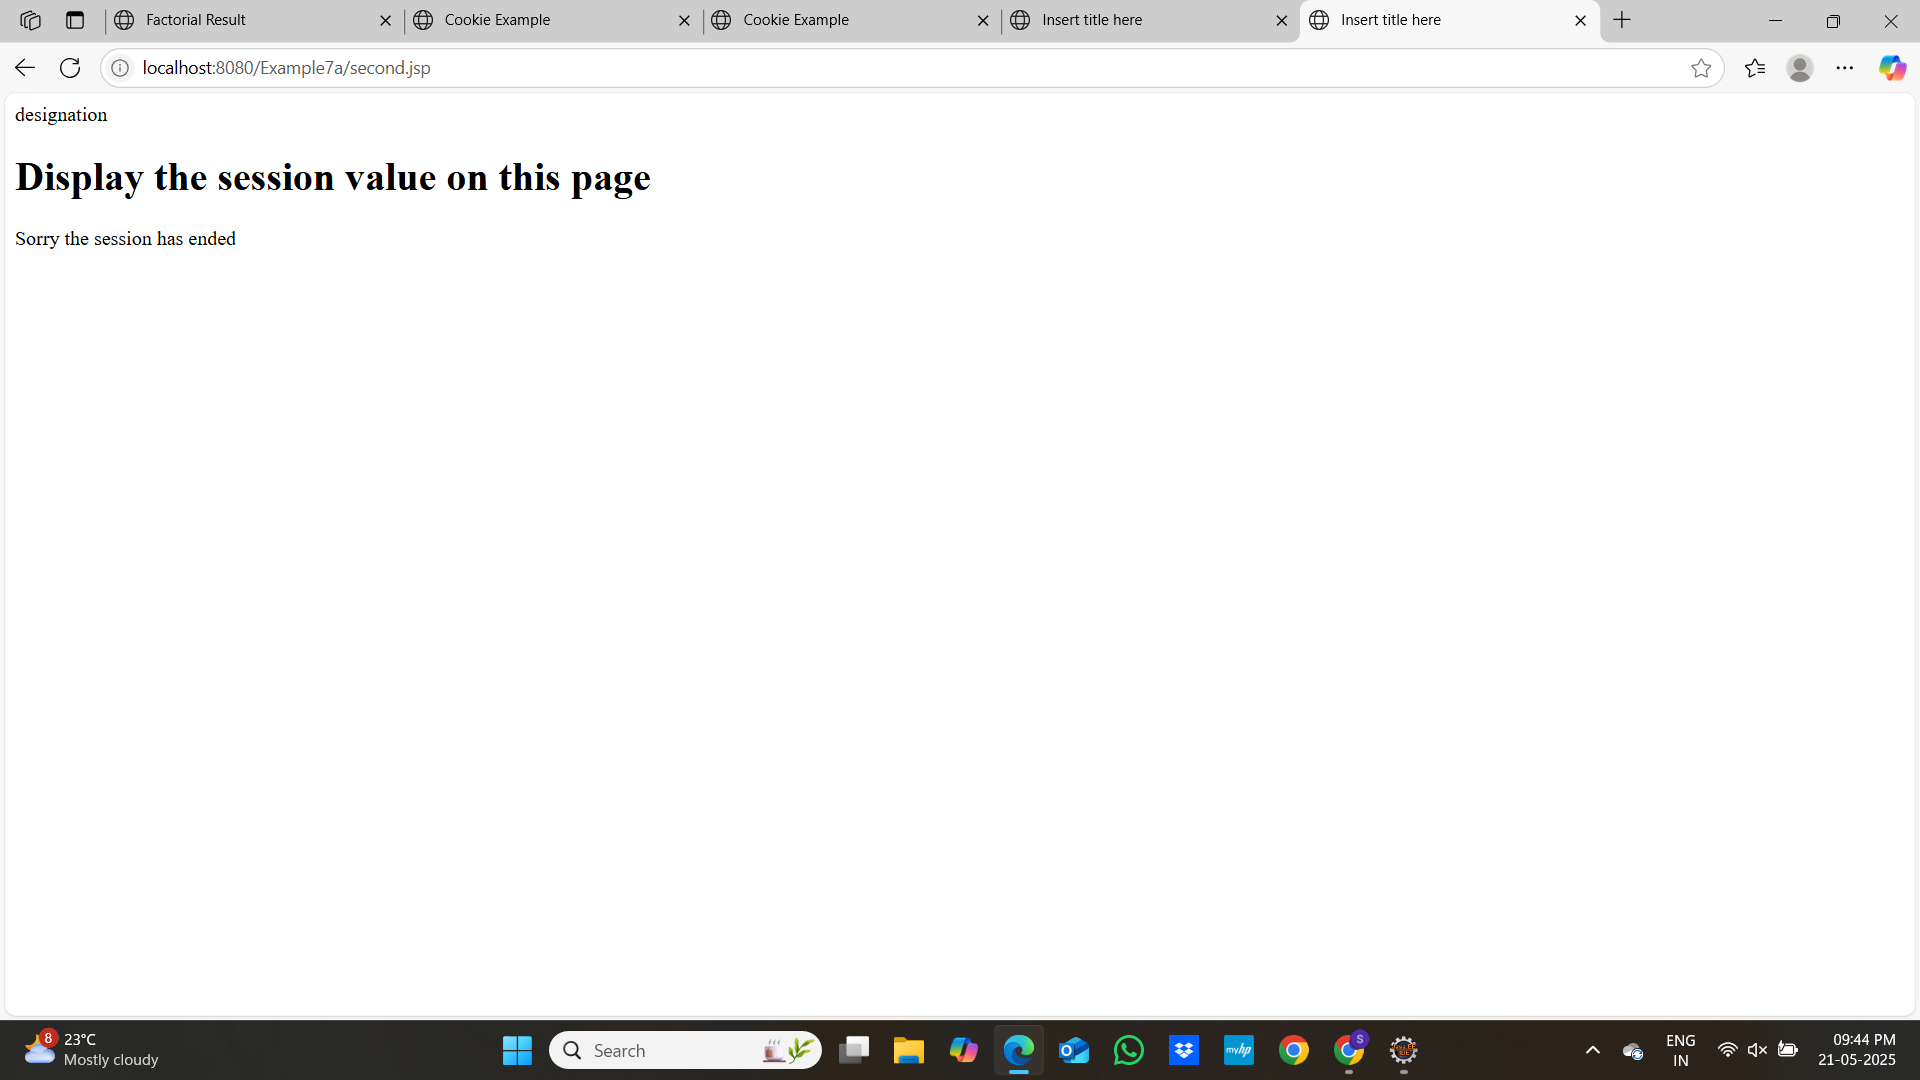 Factorial Result
Cookie Example
Cookie Example
Insert title here
Insert title here
localhost:8080/Example7a/second.jsp
designation
Display the session value on this page
Sorry the session has ended
8
23°C
Mostly cloudy
Search
myhp
S
ENG
IN
09:44 PM
21-05-2025